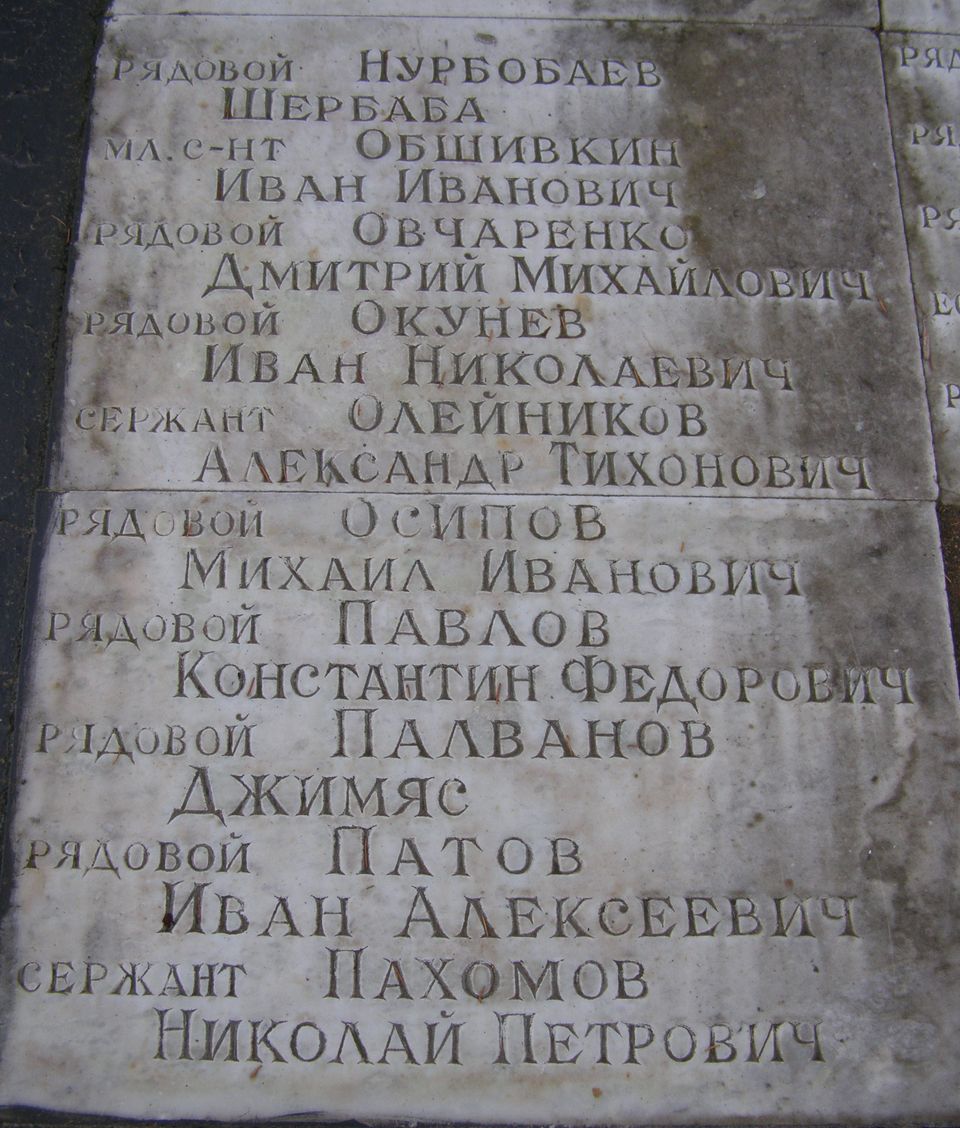 РЯДОВОЙ НУРБОБАЕВ
ШЕРБАБА
МЛ. С-НТ ОБШИВКИН
ИВАН ИВАНОВИЧ
РЯДОВОЙ ОВЧАРЕНКО
ДМИТРИЙ МИХАЙЛОВИЧ
РЯДОВОЙ ОКУНЕВ
ИВАН НИКОЛАЕВИЧ
СЕРЖАНТ ОЛЕЙНИКОВ
АЛЕКСАНДР ТИХОНОВИЧ
РЯДОВОЙ ОСИПОВ
МИХАИЛ ИВАНОВИЧ
РЯДОВОЙ ПАВЛОВ
КОНСТАНТИН ФЕДОРОВИЧ
РЯДОВОЙ ПАЛВАНОВ
ДЖИМЯС
РЯДОВОЙ ПАТОВ
ИВАН АЛЕКСЕЕВИЧ
СЕРЖАНТ ПАХОМОВ
НИКОЛАЙ ПЕТРОВИЧ